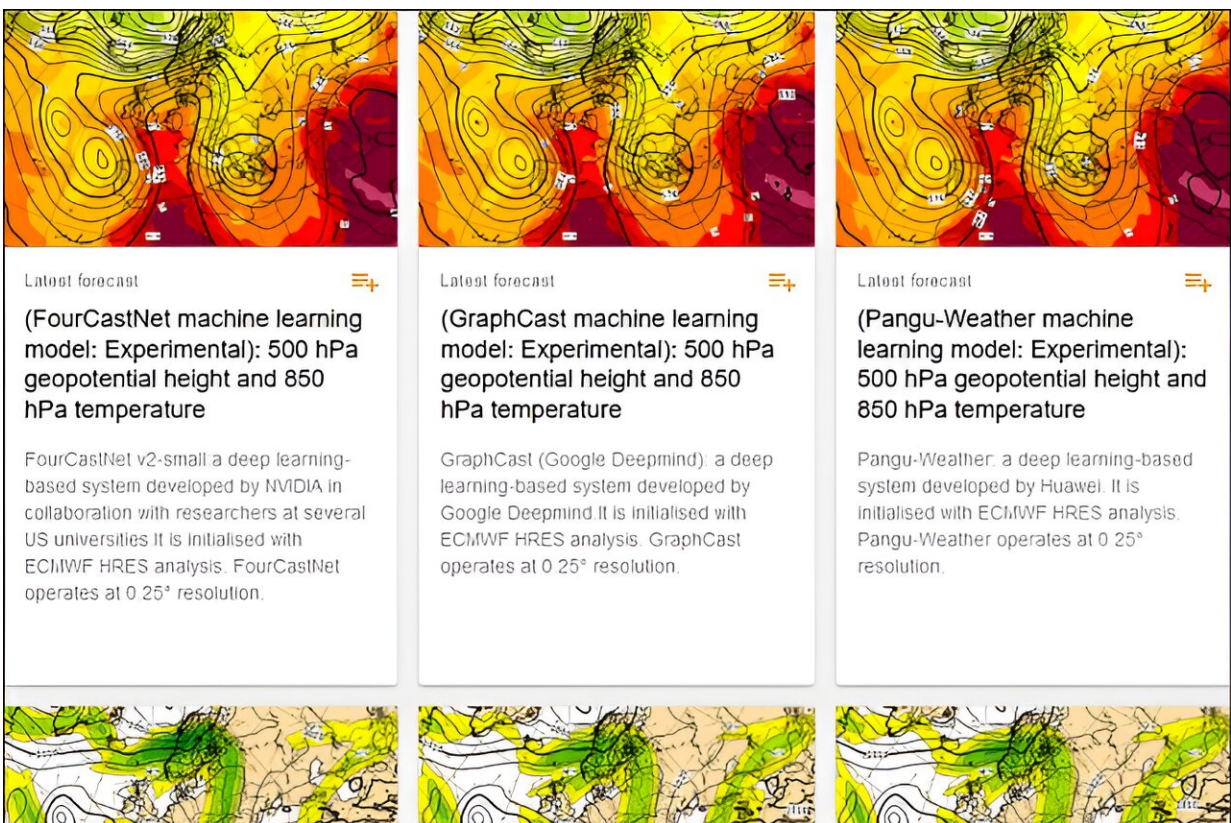 Latest forecast
(FourCastNet machine learning
model: Experimental): 500 hPa
geopotential height and 850
hPa temperature
FourCastNet v2-small a deep learning-
based system developed by NVIDIA in
collaboration with researchers at several
US universities It is initialised with
ECMWF HRES analysis. FourCastNet
operates at 0 25° resolution.
Latest forecast
(GraphCast machine learning
model: Experimental): 500 hPa
geopotential height and 850
hPa temperature
GraphCast (Google Deepmind): a deep
learning-based system developed by
Google Deepmind.It is initialised with
ECMWF HRES analysis. GraphCast
operates at 0 25° resolution.
Latest forecast
(Pangu-Weather machine
learning model: Experimental):
500 hPa geopotential height and
850 hPa temperature
Pangu-Weather: a deep learning-based
system developed by Huawei. It is
initialised with ECMWF HRES analysis.
Pangu-Weather operates at 0 25°
resolution.